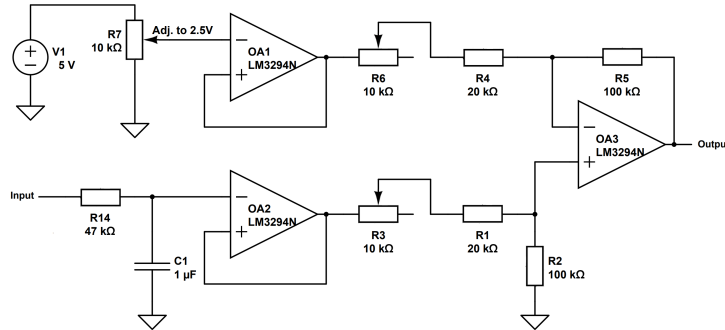 R7
10 kΩ
Adj. to 2.5V
V1
5 V
OA1
LM3294N
R6
10 kΩ
R4
20 kΩ
R5
100 kΩ
OA3
LM3294N
Outpu
Input
R14
47 kΩ
C1
1 µF
OA2
LM3294N
R3
10 kΩ
R1
20 kΩ
R2
100 kΩ